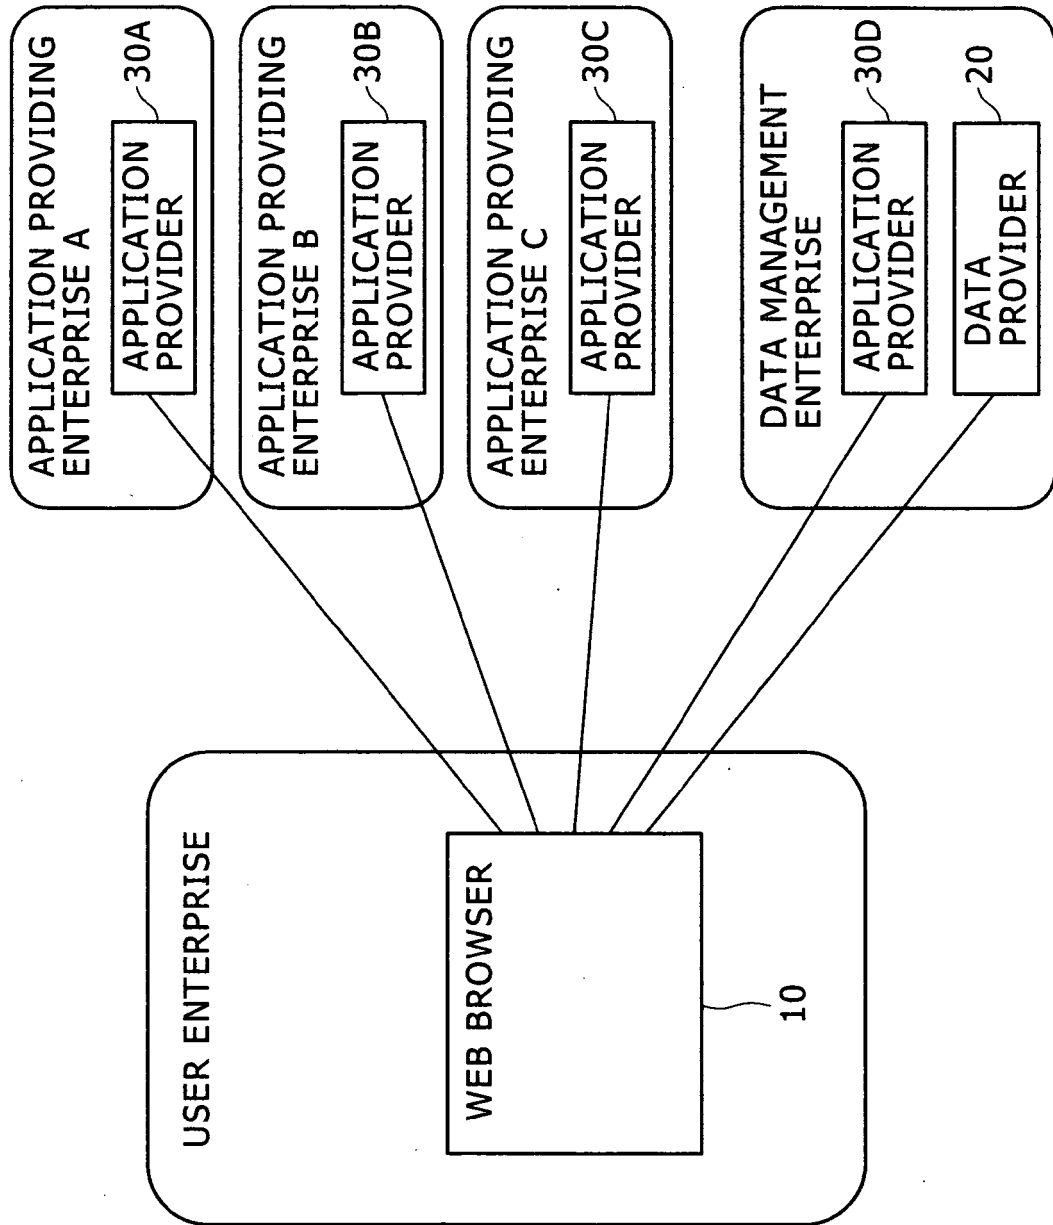 USER ENTERPRISE
WEB BROWSER
10
APPLICATION PROVIDING
ENTERPRISE A
APPLICATION
PROVIDER
30A
APPLICATION PROVIDING
ENTERPRISE B
APPLICATION
PROVIDER
30B
APPLICATION PROVIDING
ENTERPRISE C
APPLICATION
PROVIDER
30C
DATA MANAGEMENT
ENTERPRISE
APPLICATION
PROVIDER
30D
DATA
PROVIDER
20